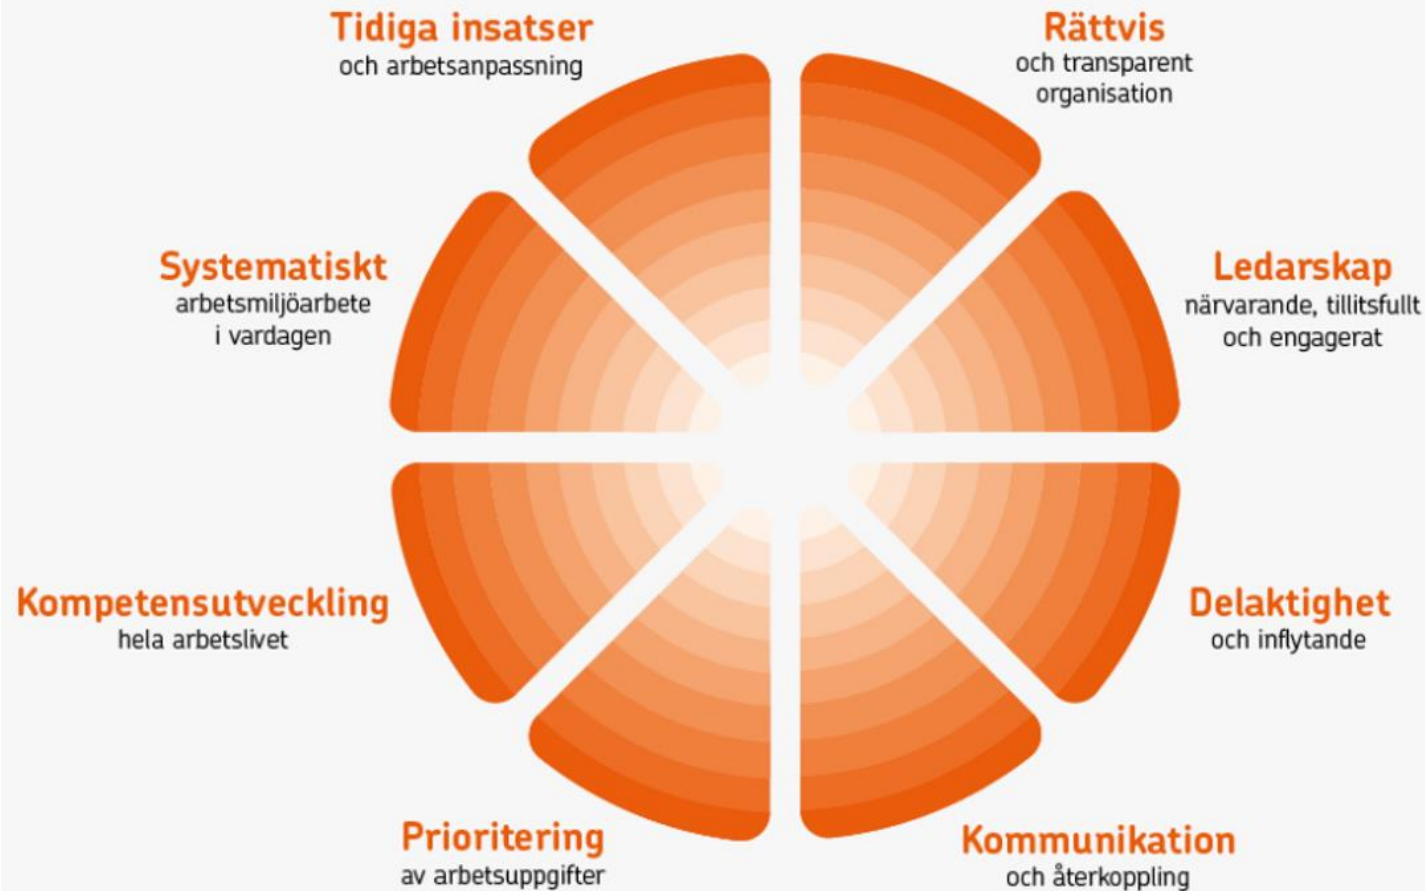 Tidiga insatser
och arbetsanpassning
Rättvis
och transparent
organisation
Systematiskt
arbetsmiljöarbete
i vardagen
Ledarskap
närvarande, tillitsfullt
och engagerat
Kompetensutveckling
hela arbetslivet
Delaktighet
och inflytande
Prioritering
av arbetsuppgifter
Kommunikation
och återkoppling